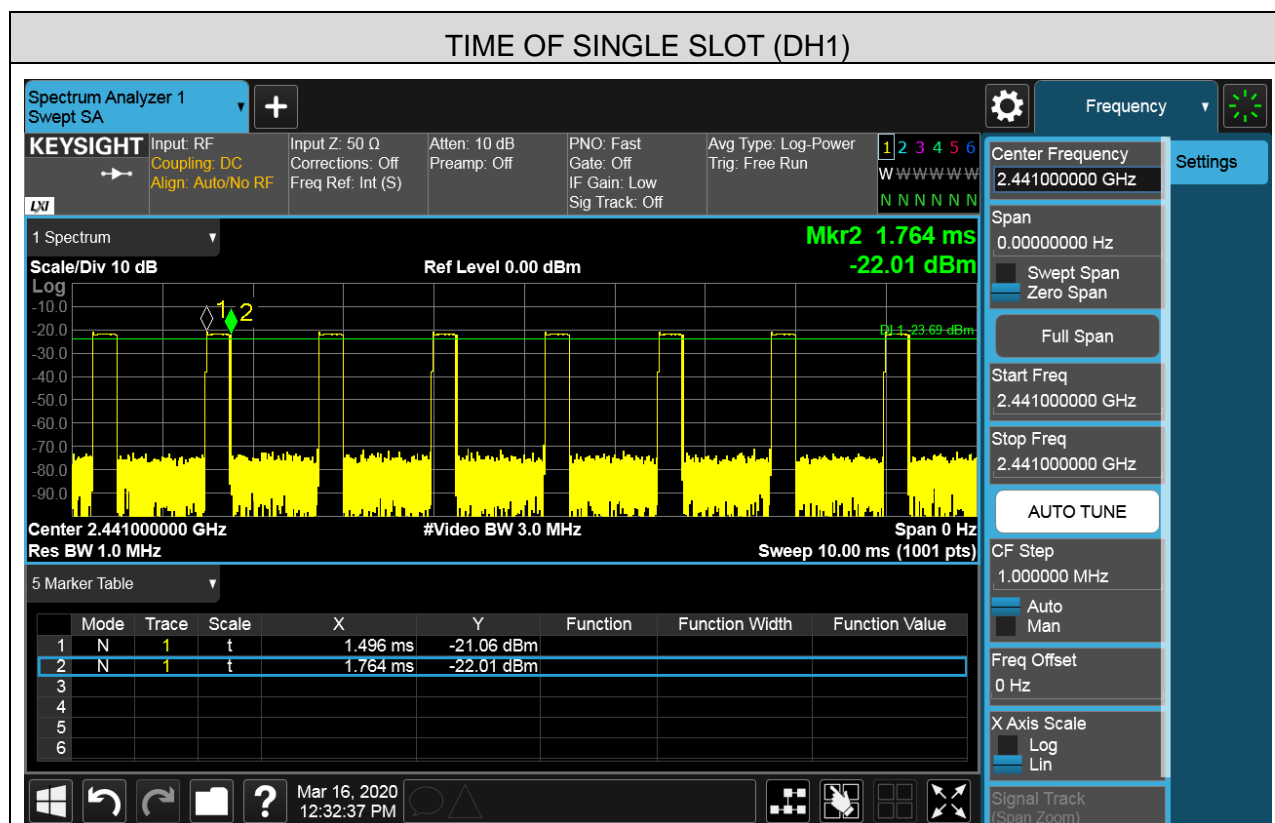 TIME OF SINGLE SLOT (DH1)
Spectrum Analyzer 1
Swept SA
Frequency
KEYSIGHT
LXI
Input: RF
Coupling: DC
Align: Auto/No RF
Input Z: 50 Ω
Corrections: Off
Freq Ref: Int (S)
Atten: 10 dB
Preamp: Off
PNO: Fast
Gate: Off
IF Gain: Low
Sig Track: Off
Avg Type: Log-Power
Trig: Free Run
1 2 3 4 5 6
W W W W W W
N N N N N N
1 Spectrum
Mkr2 1.764 ms
-22.01 dBm
Scale/Div 10 dB
Ref Level 0.00 dBm
Log
-10.0
-20.0
-30.0
-40.0
-50.0
-60.0
-70.0
-80.0
-90.0
1
2
DL1 -23.69 dBm
Center 2.441000000 GHz
#Video BW 3.0 MHz
Span 0 Hz
Res BW 1.0 MHz
Sweep 10.00 ms (1001 pts)
5 Marker Table
Mode Trace Scale X Y Function Function Width Function Value
1 N 1 t 1.496 ms -21.06 dBm
2 N 1 t 1.764 ms -22.01 dBm
3
4
5
6
?
Mar 16, 2020
12:32:37 PM
Center Frequency
2.441000000 GHz
Span
0.00000000 Hz
Swept Span
Zero Span
Full Span
Start Freq
2.441000000 GHz
Stop Freq
2.441000000 GHz
AUTO TUNE
CF Step
1.000000 MHz
Auto
Man
Freq Offset
0 Hz
X Axis Scale
Log
Lin
Signal Track
(Span Zoom)
Settings